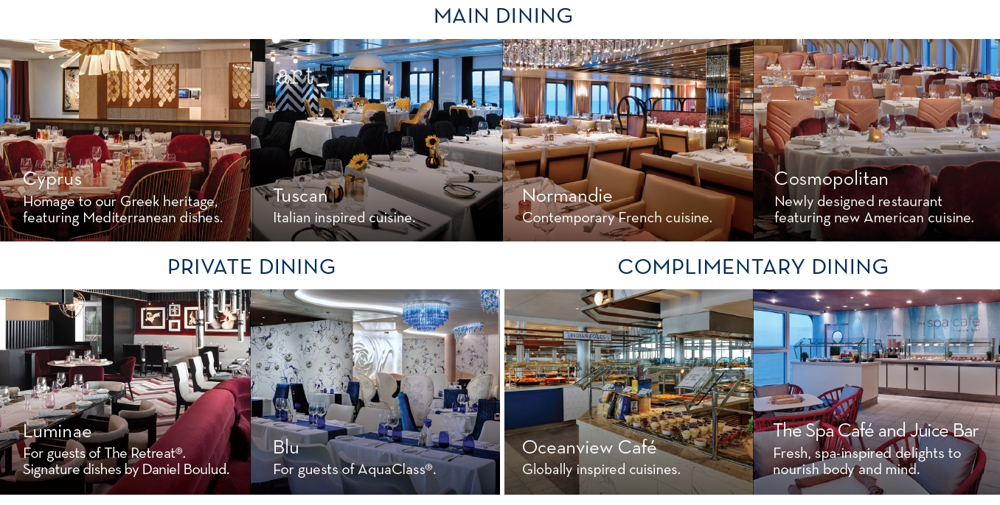 MAIN DINING
art
Cyprus
Homage to our Greek heritage,
featuring Mediterranean dishes.
Tuscan
Italian inspired cuisine.
Normandie
Contemporary French cuisine.
Cosmopolitan
Newly designed restaurant
featuring new American cuisine.
PRIVATE DINING
COMPLIMENTARY DINING
Luminae
For guests of The Retreat®.
Signature dishes by Daniel Boulud.
Blu
For guests of AquaClass®.
INDIAN FOODS
Oceanview Café
Globally inspired cuisines.
spa café
The Spa Café and Juice Bar
Fresh, spa-inspired delights to
nourish body and mind.